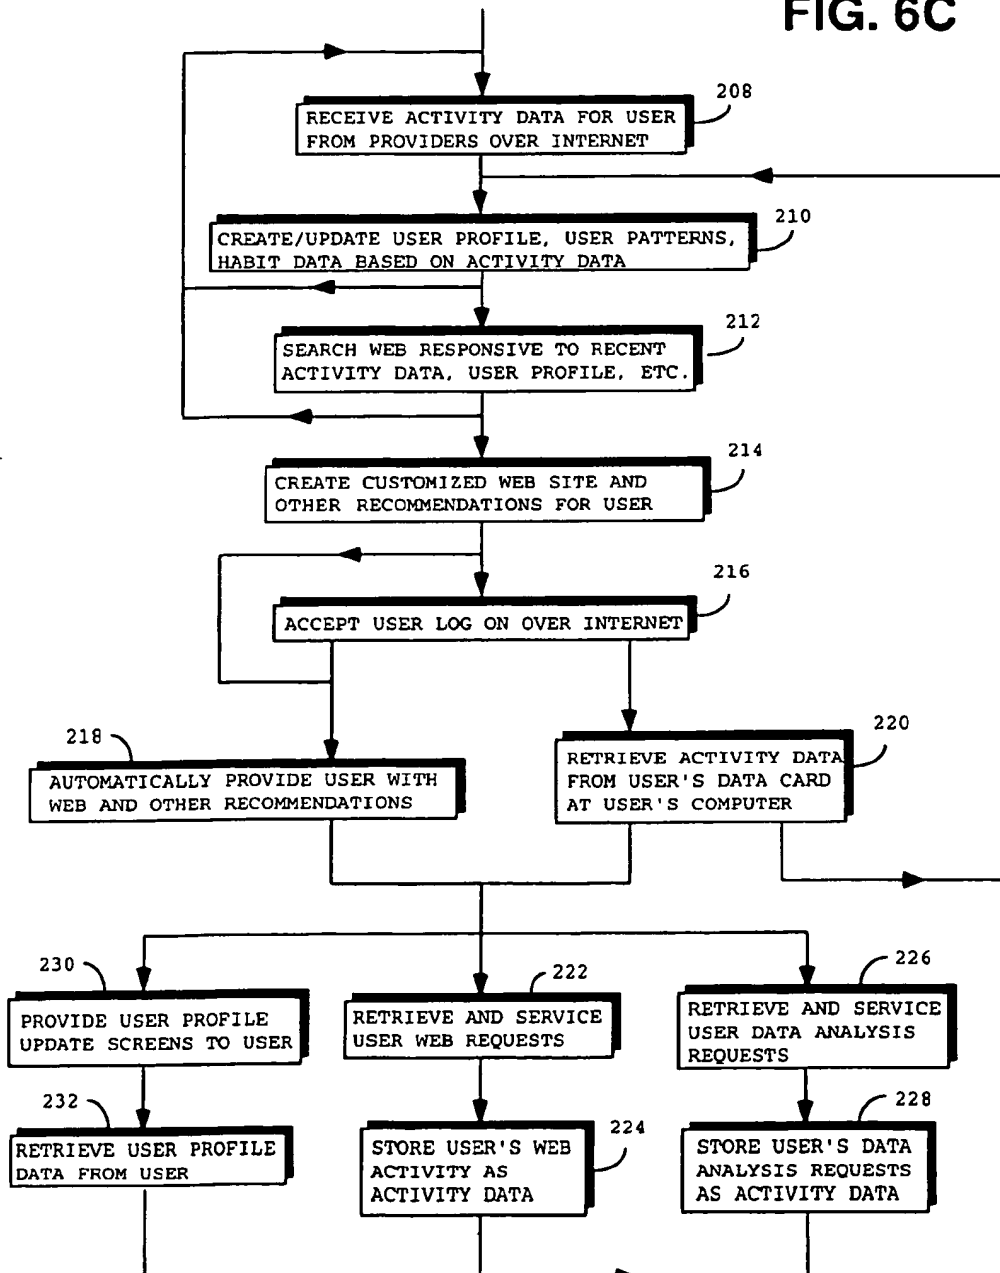 FIG. 6C
208
RECEIVE ACTIVITY DATA FOR USER
FROM PROVIDERS OVER INTERNET
210
CREATE/UPDATE USER PROFILE, USER PATTERNS,
HABIT DATA BASED ON ACTIVITY DATA
212
SEARCH WEB RESPONSIVE TO RECENT
ACTIVITY DATA, USER PROFILE, ETC.
214
CREATE CUSTOMIZED WEB SITE AND
OTHER RECOMMENDATIONS FOR USER
216
ACCEPT USER LOG ON OVER INTERNET
218
AUTOMATICALLY PROVIDE USER WITH
WEB AND OTHER RECOMMENDATIONS
220
RETRIEVE ACTIVITY DATA
FROM USER'S DATA CARD
AT USER'S COMPUTER
230
PROVIDE USER PROFILE
UPDATE SCREENS TO USER
222
RETRIEVE AND SERVICE
USER WEB REQUESTS
226
RETRIEVE AND SERVICE
USER DATA ANALYSIS
REQUESTS
232
RETRIEVE USER PROFILE
DATA FROM USER
224
STORE USER'S WEB
ACTIVITY AS
ACTIVITY DATA
228
STORE USER'S DATA
ANALYSIS REQUESTS
AS ACTIVITY DATA